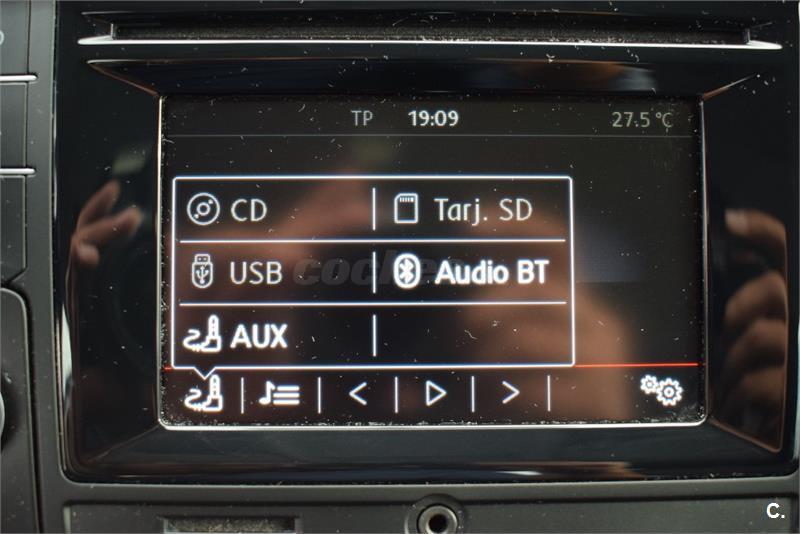 TP 19:09 27.5 °C
CD Tarj. SD
USB Audio BT
AUX
C.